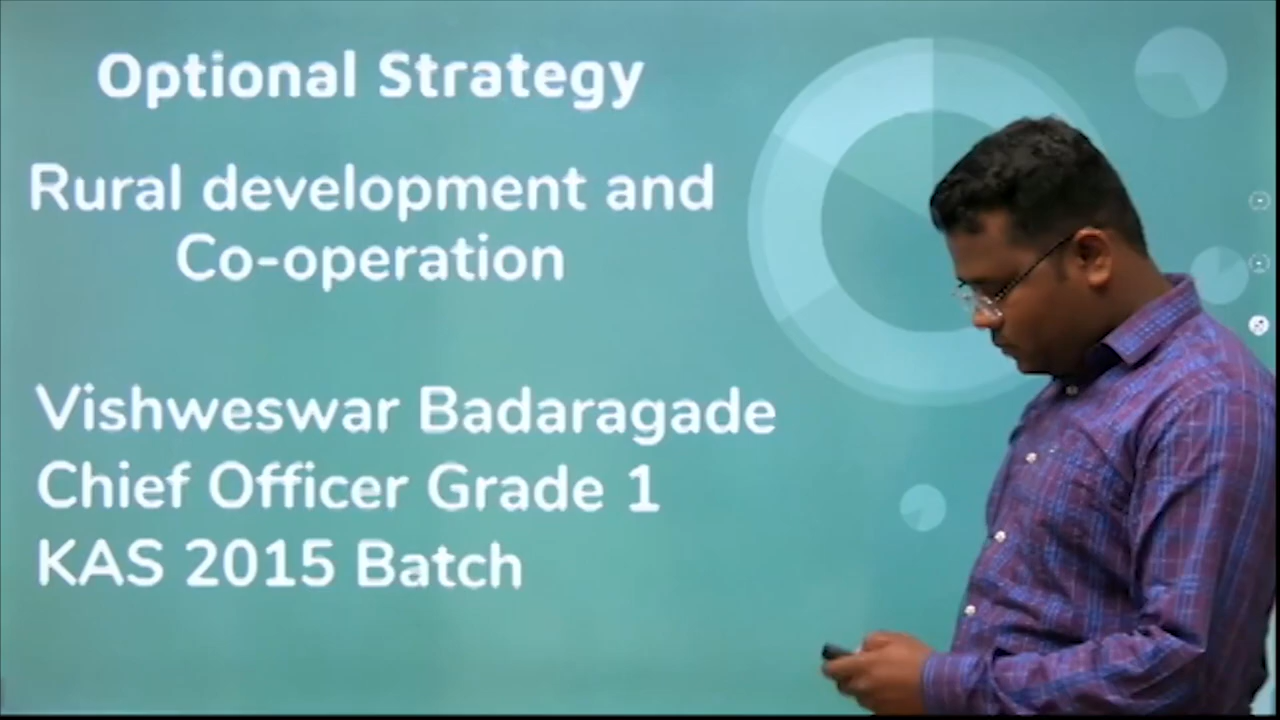 Optional Strategy
Rural development and
Co-operation
Vishweswar Badaragade
Chief Officer Grade 1
KAS 2015 Batch